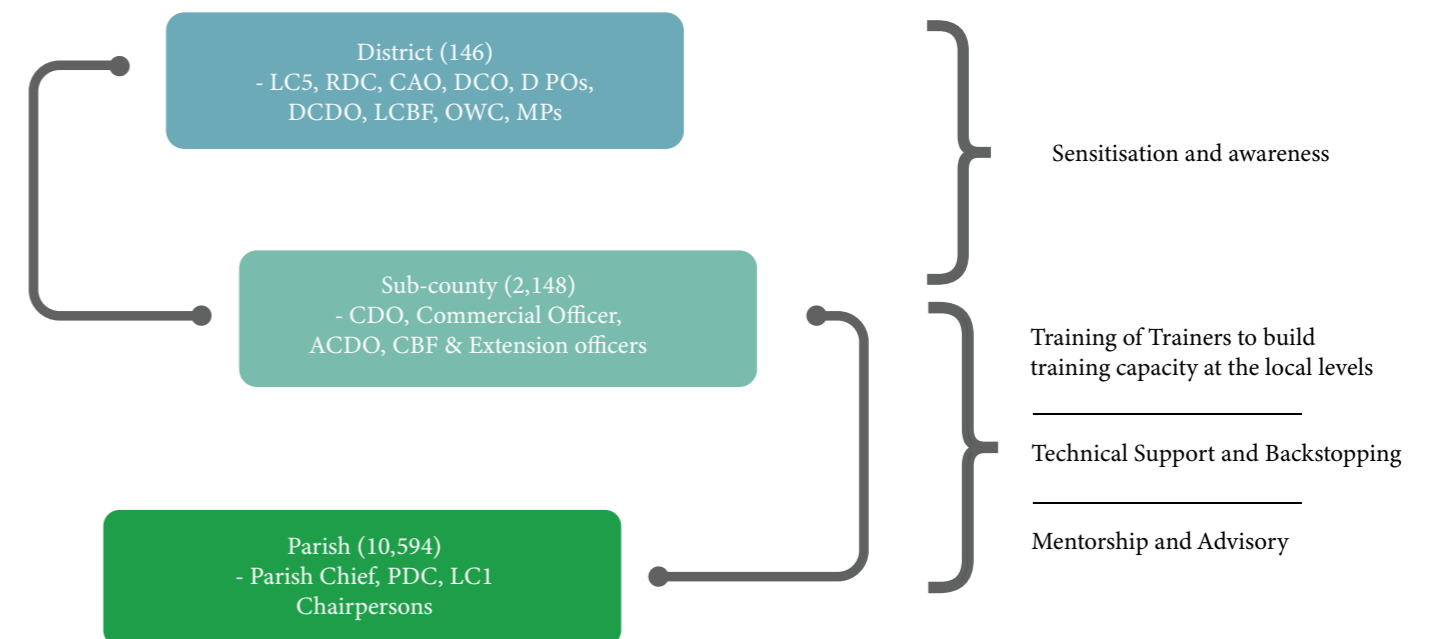 District (146)
- LC5, RDC, CAO, DCO, D POs,
DCDO, LCBF, OWC, MPs
Sensitisation and awareness
Sub-county (2,148)
- CDO, Commercial Officer,
ACDO, CBF & Extension officers
Training of Trainers to build
training capacity at the local levels
Technical Support and Backstopping
Mentorship and Advisory
Parish (10,594)
- Parish Chief, PDC, LC1
Chairpersons